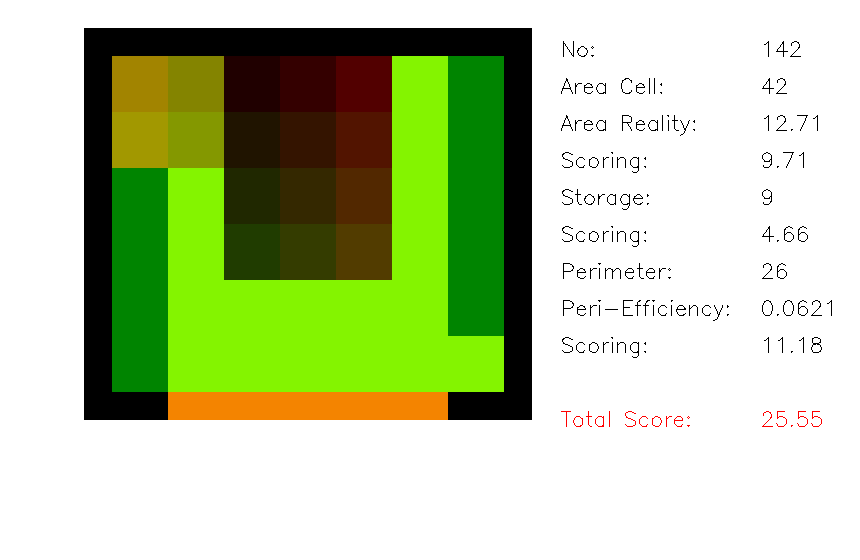 No: 142
Area Cell: 42
Area Reality: 12.71
Scoring: 9.71
Storage: 9
Scoring: 4.66
Perimeter: 26
Peri-Efficiency: 0.0621
Scoring: 11.18
Total Score: 25.55